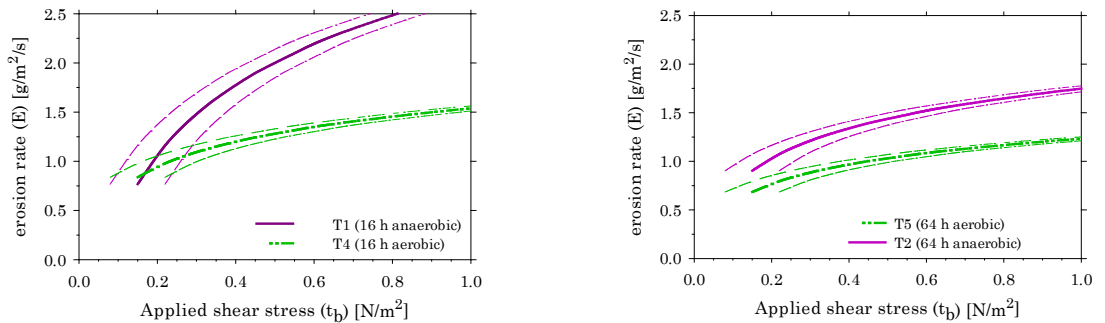 2.5
2.0
1.5
1.0
0.5
0.0
erosion rate (E) [g/m²/s]
T1 (16 h anaerobic)
T4 (16 h aerobic)
0.0 0.2 0.4 0.6 0.8 1.0
Applied shear stress (t_b) [N/m²]
2.5
2.0
1.5
1.0
0.5
0.0
erosion rate (E) [g/m²/s]
T5 (64 h aerobic)
T2 (64 h anaerobic)
0.0 0.2 0.4 0.6 0.8 1.0
Applied shear stress (t_b) [N/m²]